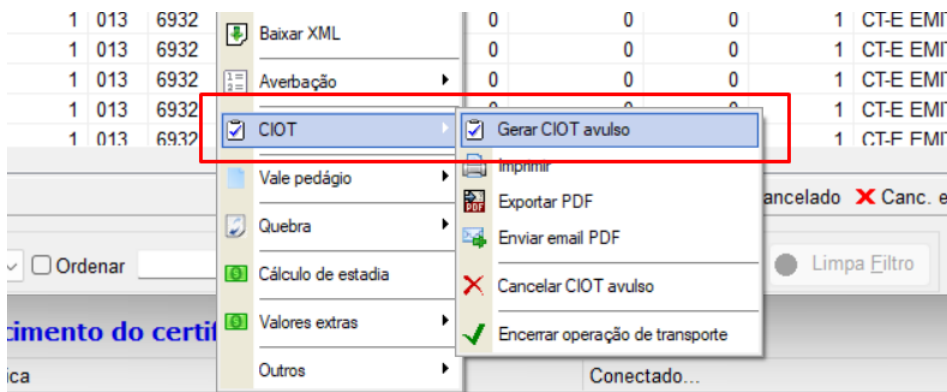 1 013 6932 0 0 1 CT-E EMIT
Baixar XML
1 013 6932 0 0 1 CT-E EMIT
1 013 6932 Averbação 0 0 1 CT-E EMIT
1 013 6932 0 0 1 CT-E EMIT
CIOT Gerar CIOT avulso
1 013 6932 1 CT-E EMIT
Imprimir
Vale pedágio
Exportar PDF ancelado Canc. e
Quebra Enviar email PDF
Ordenar Limpa Filtro
Cálculo de estadia Cancelar CIOT avulso
Valores extras Encerrar operação de transporte
cimento do certif
Outros
ica Conectado...